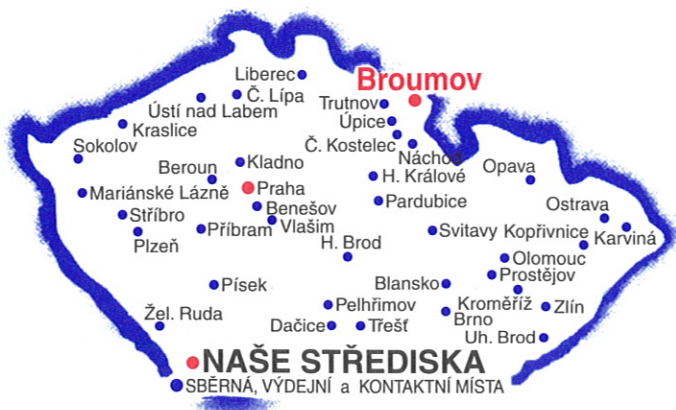 Liberec
Broumov
Č. Lípa
Trutnov
Ústí nad Labem
Úpice
Kraslice
Č. Kostelec
Sokolov
Náchod
Kladno
Opava
Beroun
H. Králové
Praha
Mariánské Lázně
Pardubice
Benešov
Ostrava
Stříbro
Vlašim
Příbram
Svitavy
Kopřivnice
Karviná
Plzeň
H. Brod
Olomouc
Prostějov
Písek
Blansko
Pelhřimov
Kroměříž
Zlín
Žel. Ruda
Brno
Dačice
Třešť
Uh. Brod
NAŠE STŘEDISKA
SBĚRNÁ, VÝDEJNÍ a KONTAKTNÍ MÍSTA